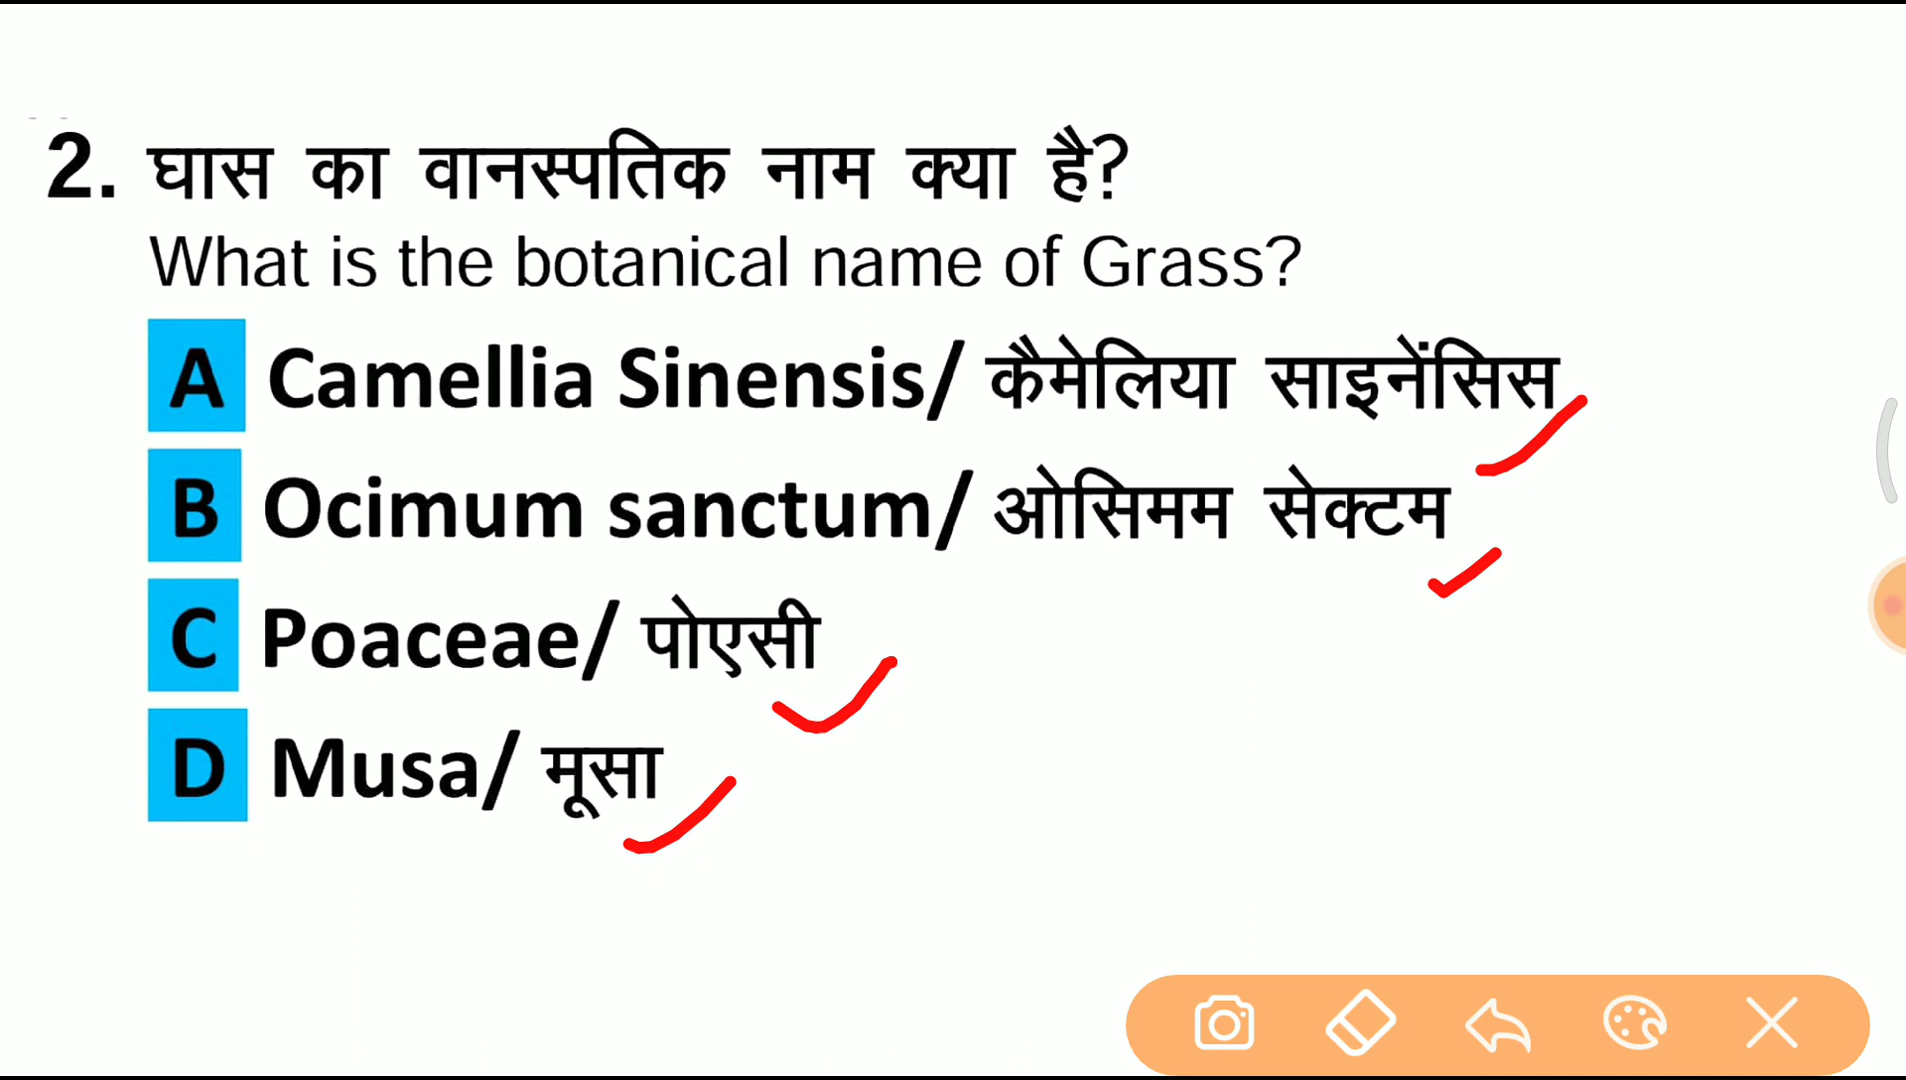 2. घास का वानस्पतिक नाम क्या है?
What is the botanical name of Grass?
A Camellia Sinensis/ कैमेलिया साइनेंसिस
B Ocimum sanctum/ ओसिमम सेक्टम
C Poaceae/ पोएसी
D Musa/ मूसा